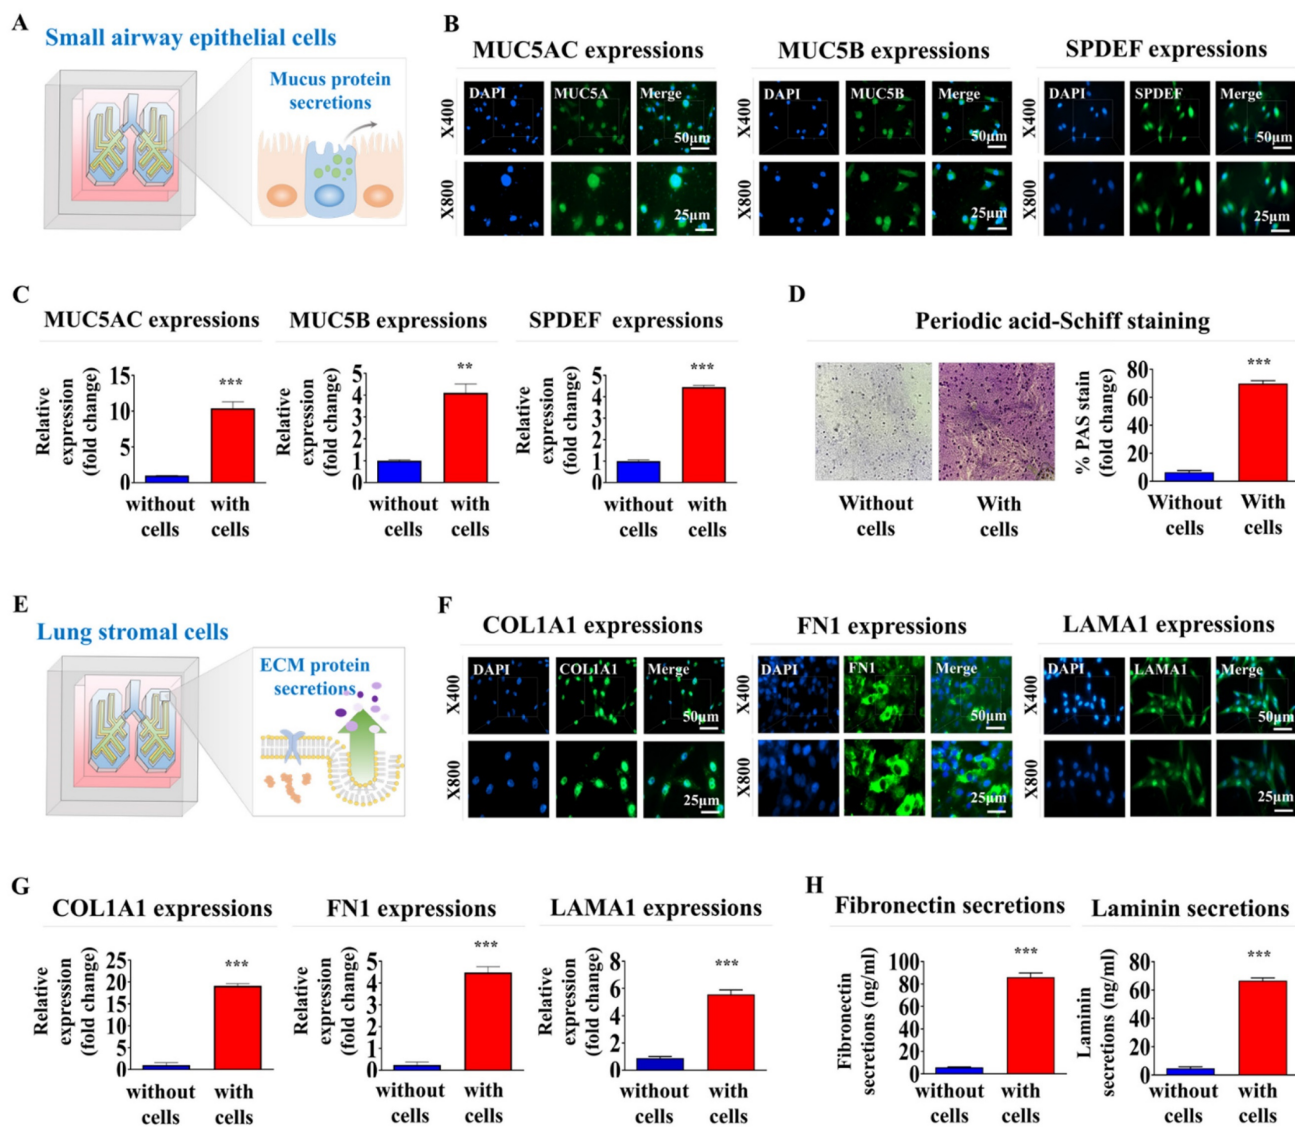 A
Small airway epithelial cells
Mucus protein
secretions
B
MUC5AC expressions
MUC5B expressions
SPDEF expressions
X400
DAPI
MUC5A
Merge
50µm
X800
25µm
X400
DAPI
MUC5B
Merge
50µm
X800
25µm
X400
DAPI
SPDEF
Merge
50µm
X800
25µm
C
MUC5AC expressions
Relative
expression
(fold change)
15
10
5
0
***
without
cells
with
cells
MUC5B expressions
Relative
expression
(fold change)
5
4
3
2
1
0
**
without
cells
with
cells
SPDEF expressions
Relative
expression
(fold change)
5
4
3
2
1
0
***
without
cells
with
cells
D
Periodic acid-Schiff staining
Without
cells
With
cells
% PAS stain
(fold change)
80
60
40
20
0
***
Without
cells
With
cells
E
Lung stromal cells
ECM protein
secretions
F
COL1A1 expressions
FN1 expressions
LAMA1 expressions
X400
DAPI
COL1A1
Merge
50µm
X800
25µm
X400
DAPI
FN1
Merge
50µm
X800
25µm
X400
DAPI
LAMA1
Merge
50µm
X800
25µm
G
COL1A1 expressions
Relative
expression
(fold change)
25
20
15
10
5
0
***
without
cells
with
cells
FN1 expressions
Relative
expression
(fold change)
5
4
3
2
1
0
***
without
cells
with
cells
LAMA1 expressions
Relative
expression
(fold change)
8
6
4
2
0
***
without
cells
with
cells
H
Fibronectin secretions
Fibronectin
secretions (ng/ml)
100
80
60
40
20
0
***
without
cells
with
cells
Laminin secretions
Laminin
secretions (ng/ml)
80
60
40
20
0
***
without
cells
With
cells